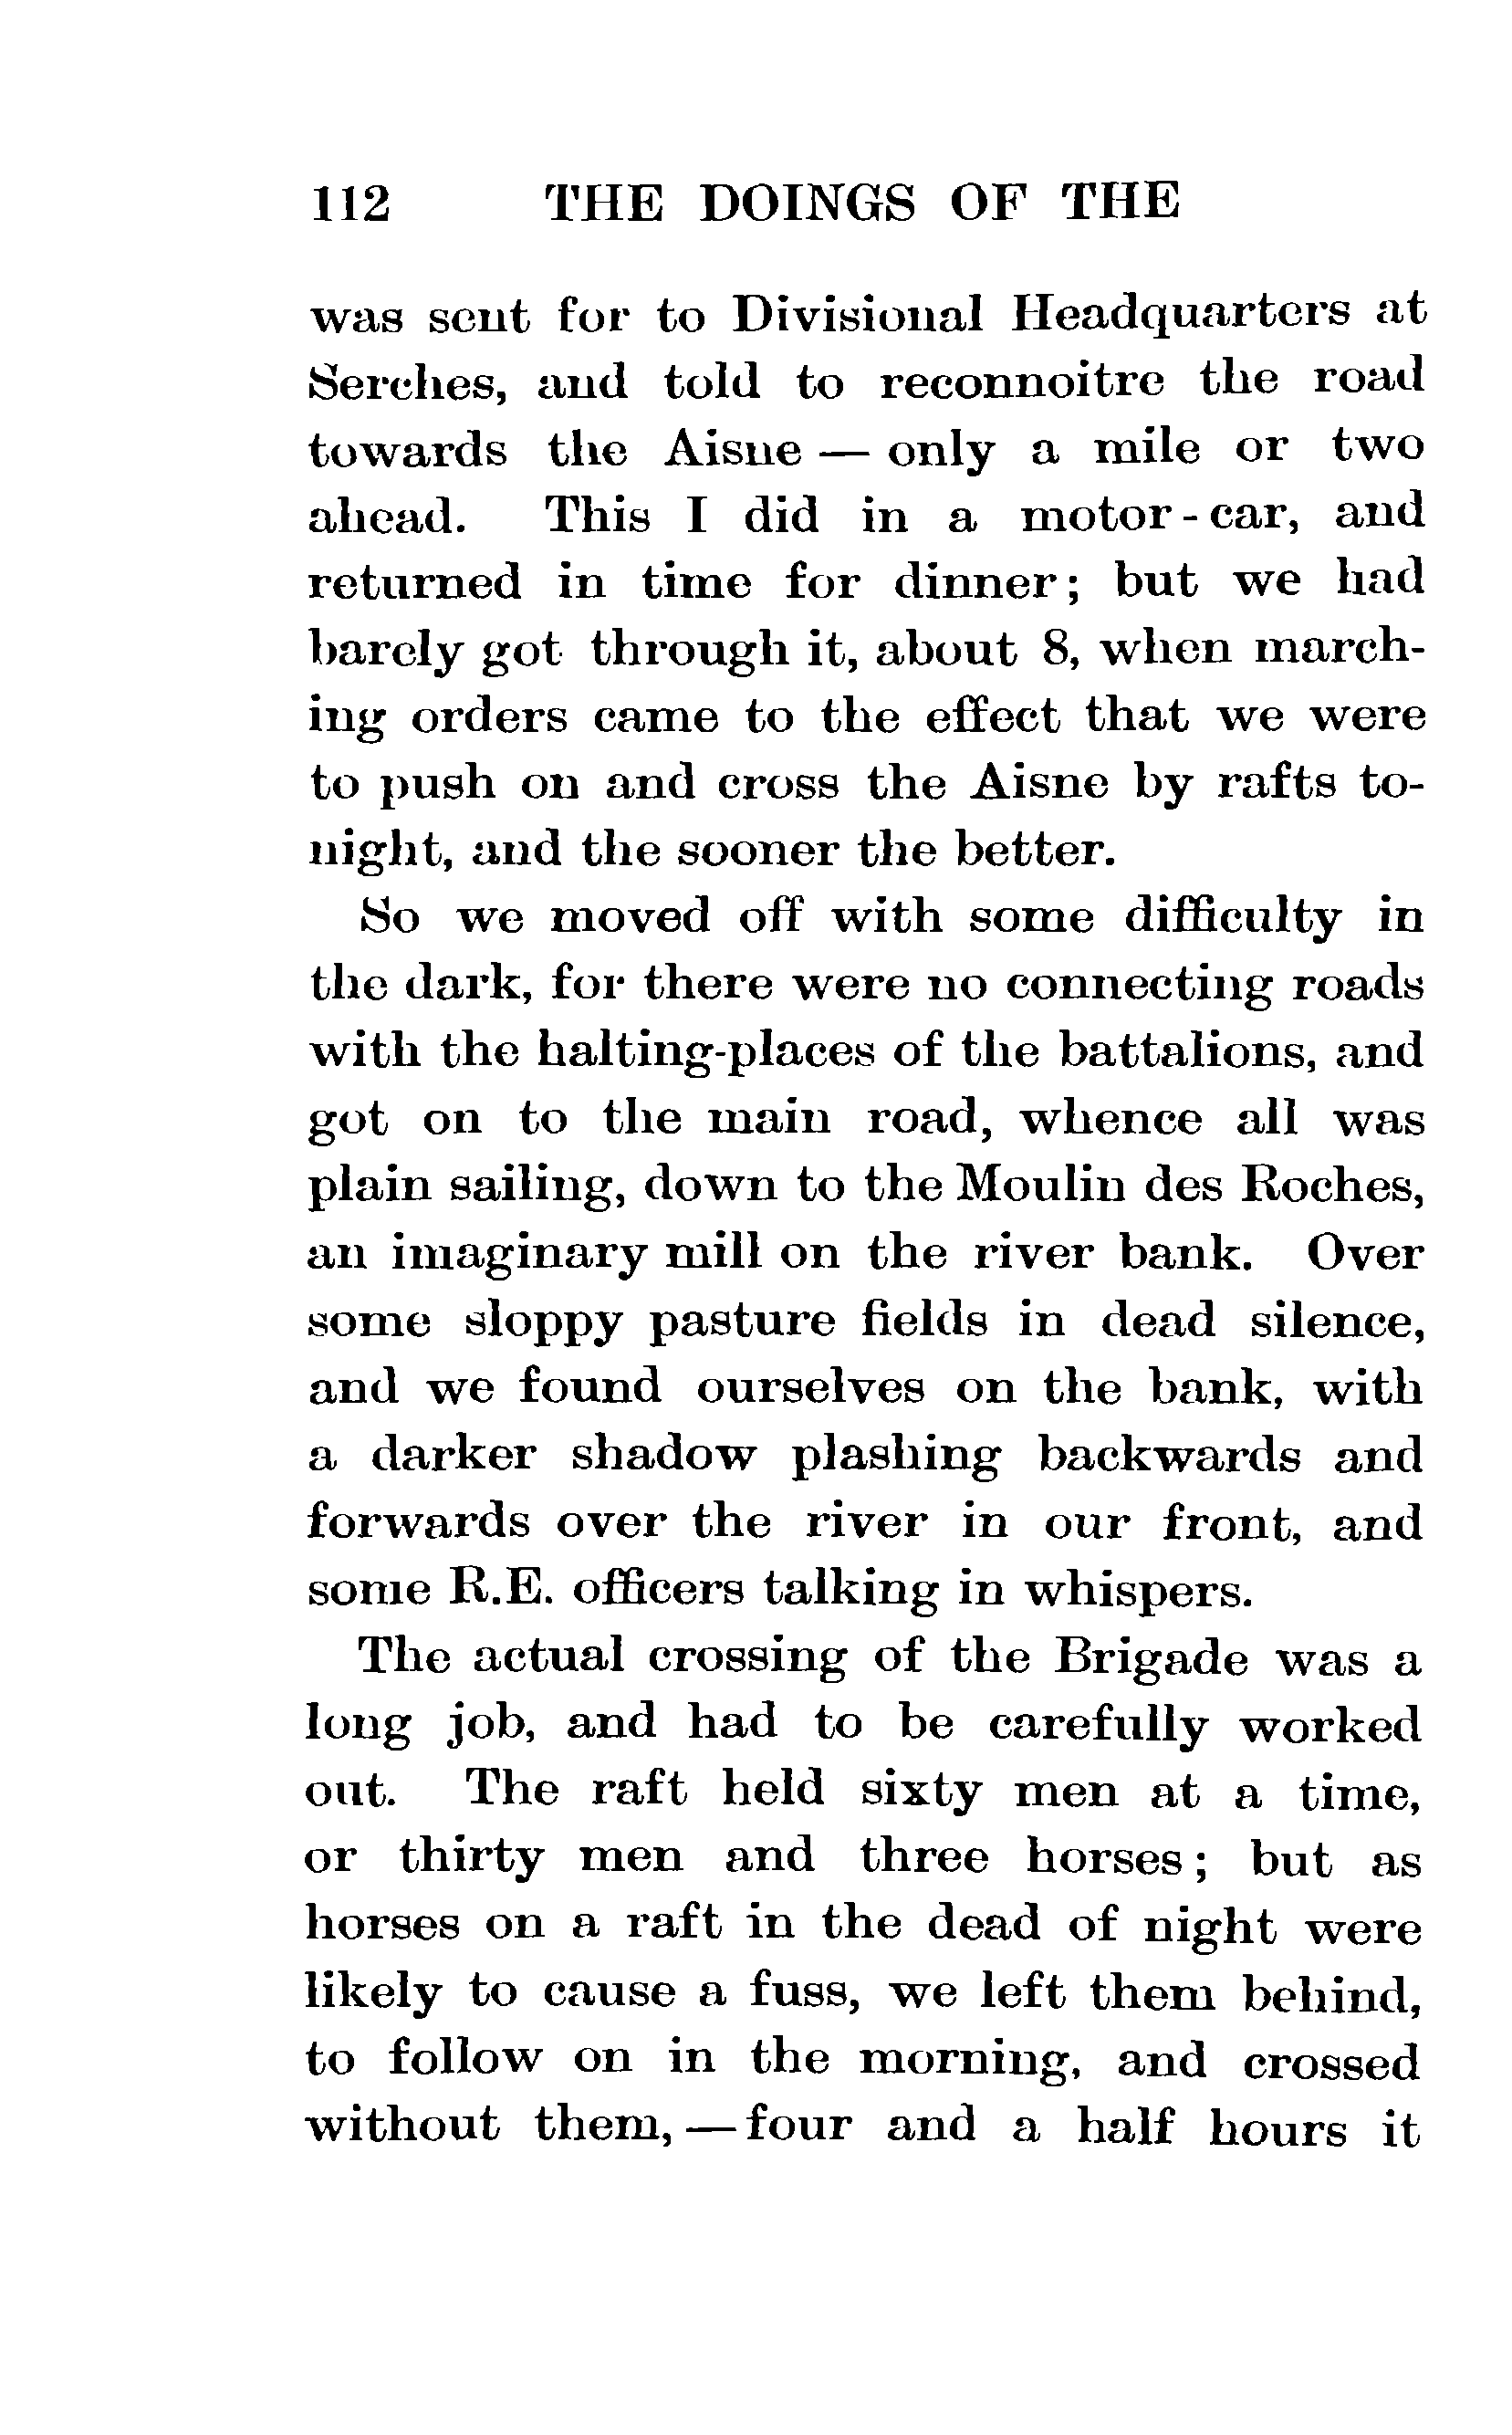 112 THE DOINGS OF THE
was sent for to Divisional Headquarters at
Serches, and told to reconnoitre the road
towards the Aisne — only a mile or two
ahead. This I did in a motor-car, and
returned in time for dinner; but we had
barely got through it, about 8, when march-
ing orders came to the effect that we were
to push on and cross the Aisne by rafts to-
night, and the sooner the better.
So we moved off with some difficulty in
the dark, for there were no connecting roads
with the halting-places of the battalions, and
got on to the main road, whence all was
plain sailing, down to the Moulin des Roches,
an imaginary mill on the river bank. Over
some sloppy pasture fields in dead silence,
and we found ourselves on the bank, with
a darker shadow plashing backwards and
forwards over the river in our front, and
some R.E. officers talking in whispers.
The actual crossing of the Brigade was a
long job, and had to be carefully worked
out. The raft held sixty men at a time,
or thirty men and three horses; but as
horses on a raft in the dead of night were
likely to cause a fuss, we left them behind,
to follow on in the morning, and crossed
without them,—four and a half hours it